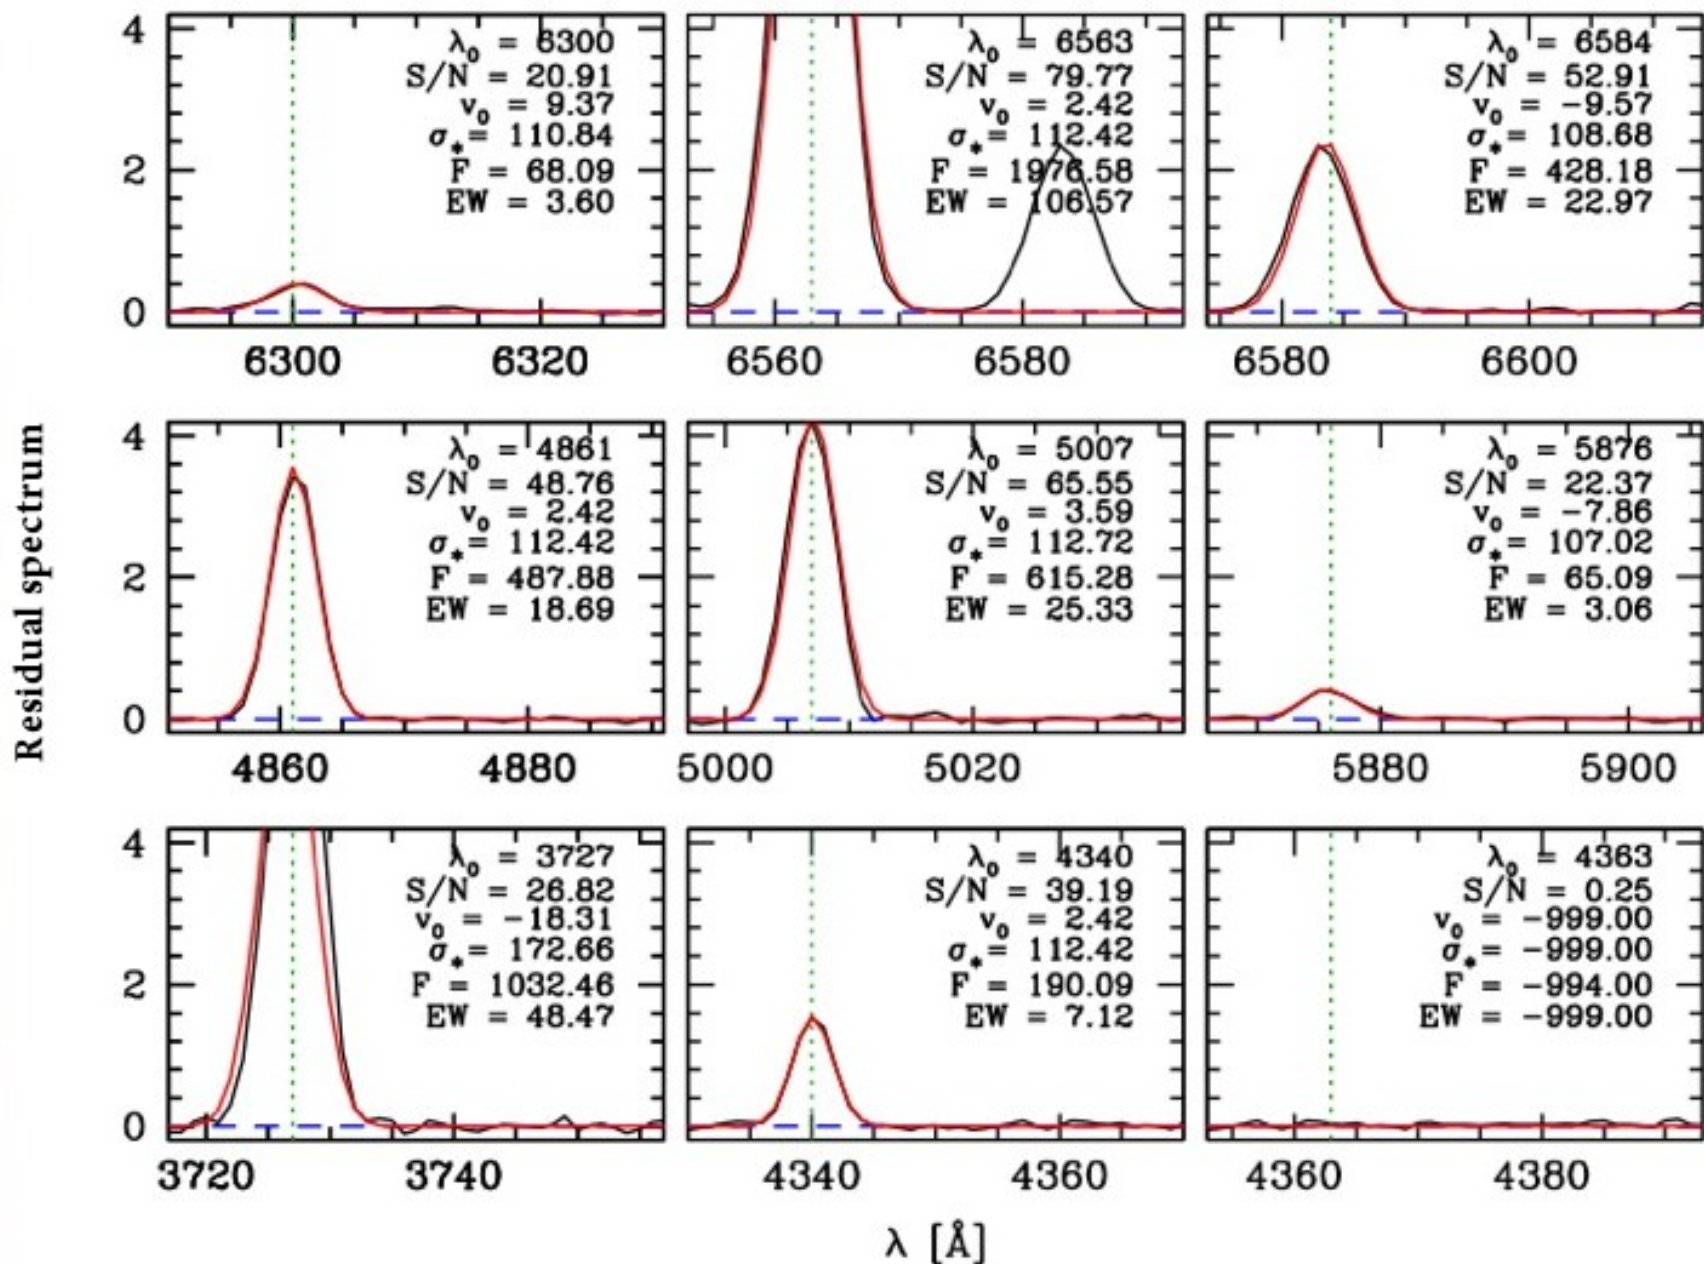 4
2
0
λ₀ = 6300
S/N = 20.91
v₀ = 9.37
σ* = 110.84
F = 68.09
EW = 3.60
6300 6320
λ₀ = 6563
S/N = 79.77
v₀ = 2.42
σ* = 112.42
F = 1976.58
EW = 106.57
6560 6580
λ₀ = 6584
S/N = 52.91
v₀ = -9.57
σ* = 108.68
F = 428.18
EW = 22.97
6580 6600
Residual spectrum
4
2
0
λ₀ = 4861
S/N = 48.76
v₀ = 2.42
σ* = 112.42
F = 487.88
EW = 18.69
4860 4880
λ₀ = 5007
S/N = 65.55
v₀ = 3.59
σ* = 112.72
F = 615.28
EW = 25.33
5000 5020
λ₀ = 5876
S/N = 22.37
v₀ = -7.86
σ* = 107.02
F = 65.09
EW = 3.06
5880 5900
4
2
0
λ₀ = 3727
S/N = 26.82
v₀ = -18.31
σ* = 172.66
F = 1032.46
EW = 48.47
3720 3740
λ₀ = 4340
S/N = 39.19
v₀ = 2.42
σ* = 112.42
F = 190.09
EW = 7.12
4340 4360
λ₀ = 4363
S/N = 0.25
v₀ = -999.00
σ* = -999.00
F = -994.00
EW = -999.00
4360 4380
λ [Å]